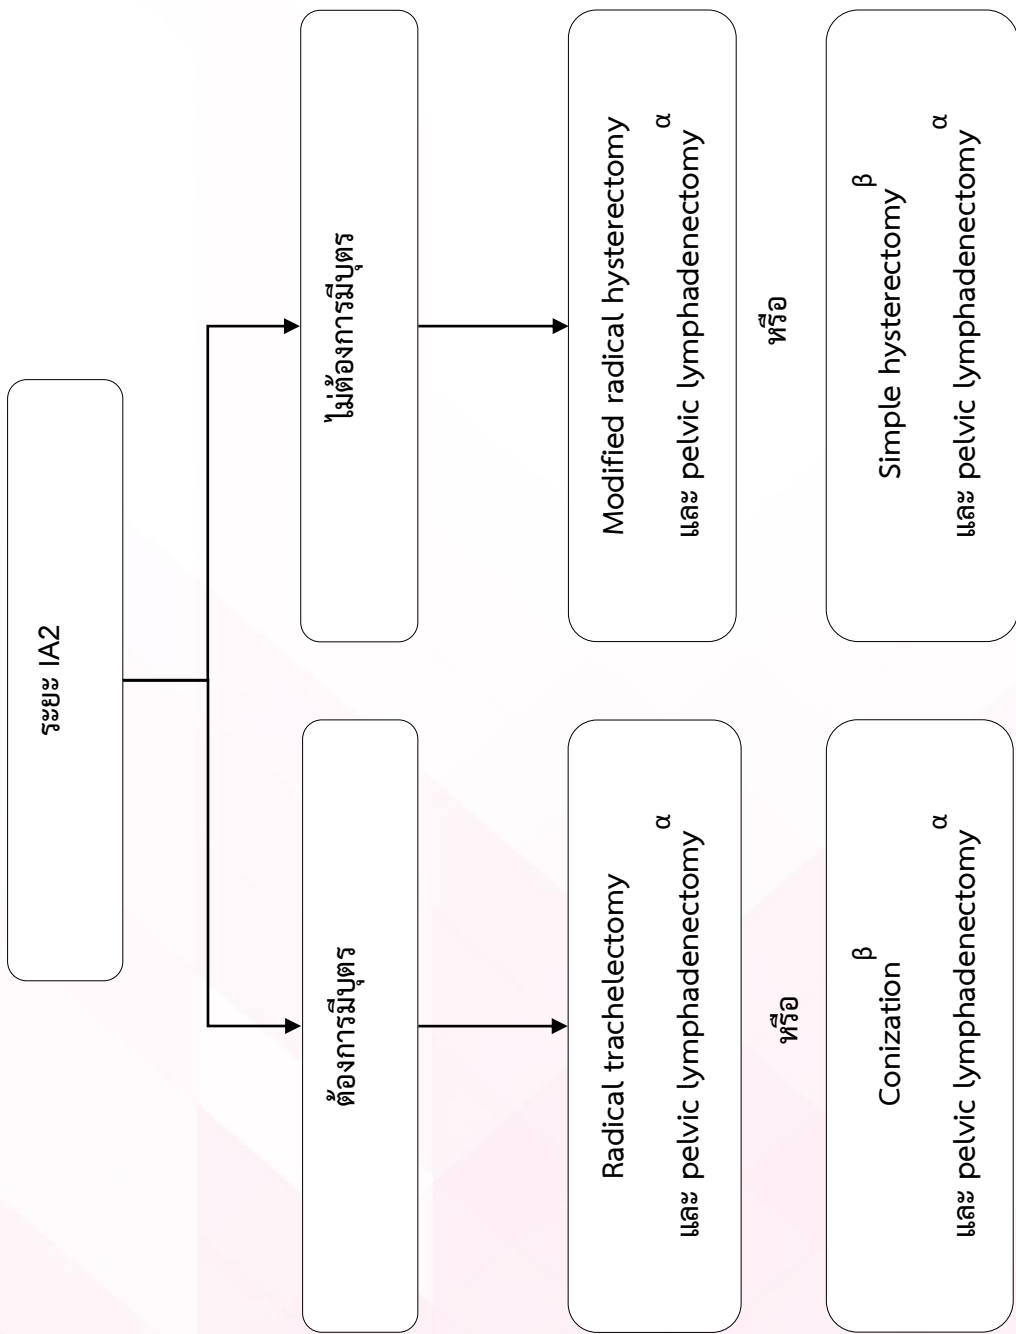 ระยะ IA2
ต้องการมีบุตร
ไม่ต้องการมีบุตร
Radical trachelectomy
และ pelvic lymphadenectomy α
หรือ
Conization β
และ pelvic lymphadenectomy α
Modified radical hysterectomy
และ pelvic lymphadenectomy α
หรือ
Simple hysterectomy β
และ pelvic lymphadenectomy α